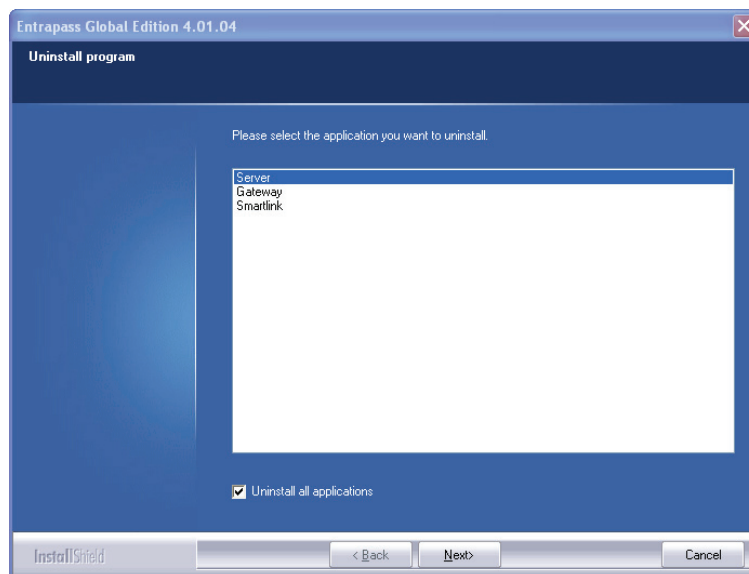 Entrapass Global Edition 4.01.04
Uninstall program
Please select the application you want to uninstall.
Server
Gateway
Smartlink
Uninstall all applications
InstallShield
< Back
Next>
Cancel